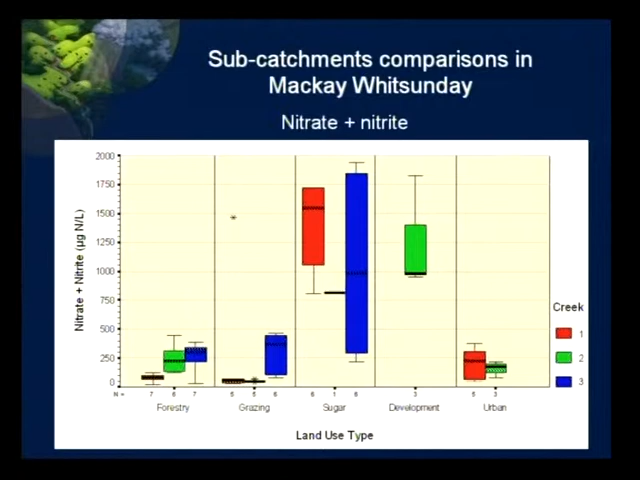 Sub-catchments comparisons in
Mackay Whitsunday
Nitrate + nitrite
Nitrate + Nitrite (µg N/L)
2000
1750
1500
1250
1000
750
500
250
0
Creek
1
2
3
N = 7 6 7 5 5 6 6 1 6 3 5 3
Forestry Grazing Sugar Development Urban
Land Use Type